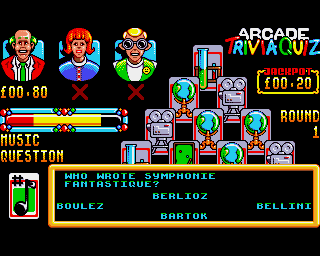 ARCADE
TRIVIA QUIZ
JACKPOT
£00.20
£00.80
ROUND
1
MUSIC
QUESTION
WHO WROTE SYMPHONIE
FANTASTIQUE?
BERLIOZ
BOULEZ BELLINI
BARTOK